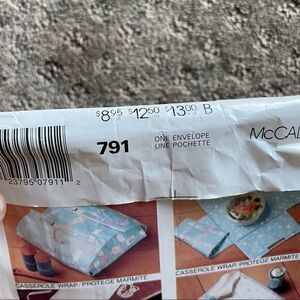 $8.95 $12.50 $13.00 B
791
ONE ENVELOPE
UNE POCHETTE
McCAL
23795 07911 2
CASSEROLE WRAP/PROTEGE MARMITE
CASSEROLE WRAP/PROTEGE MARMITE